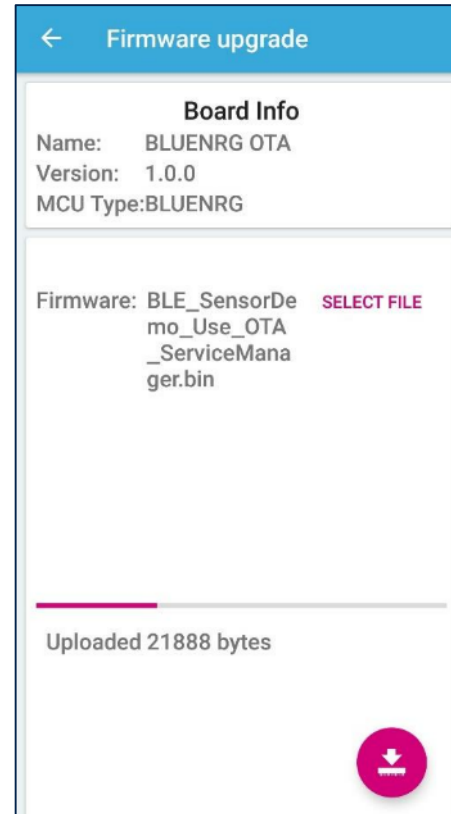 Firmware upgrade
Board Info
Name: BLUENRG OTA
Version: 1.0.0
MCU Type:BLUENRG
Firmware: BLE_SensorDe SELECT FILE
mo_Use_OTA
_ServiceMana
ger.bin
Uploaded 21888 bytes